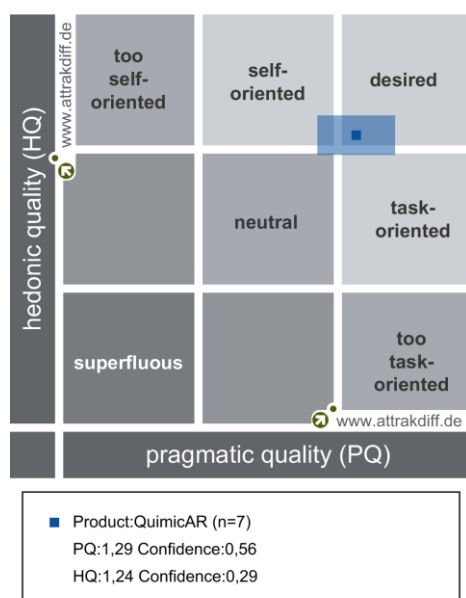 too
self-
oriented
self-
oriented
desired
www.attrakdiff.de
hedonic quality (HQ)
neutral
task-
oriented
superfluous
too
task-
oriented
www.attrakdiff.de
pragmatic quality (PQ)
Product:QuimicAR (n=7)
PQ:1,29 Confidence:0,56
HQ:1,24 Confidence:0,29